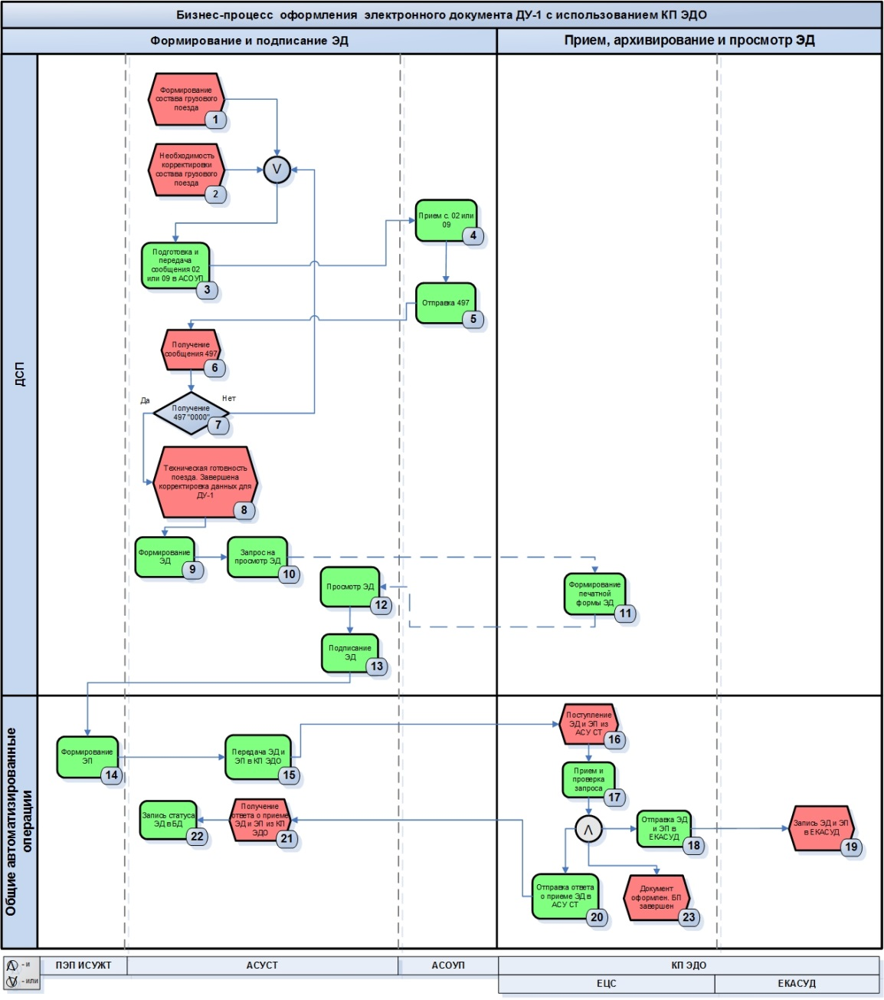 Бизнес-процесс оформления электронного документа ДУ-1 с использованием КП ЭДО
Формирование и подписание ЭД
Прием, архивирование и просмотр ЭД
ДСП
Формирование
состава грузового
поезда
1
Необходимость
корректировки
состава грузового
поезда
2
V
Подготовка и
передача
сообщения 02
или 09 в АСОУП
3
Прием с. 02 или
09
4
Отправка 497
5
Получение
сообщения 497
6
Да
Нет
Получение
497 "0000"
7
Техническая готовность
поезда. Завершена
корректировка данных для
ДУ-1
8
Формирование
ЭД
9
Запрос на
просмотр ЭД
10
Формирование
печатной
формы ЭД
11
Просмотр ЭД
12
Подписание
ЭД
13
Общие автоматизированные
операции
Формирование
ЭП
14
Передача ЭД и
ЭП в КП ЭДО
15
Поступление
ЭД и ЭП из
АСУ СТ
16
Прием и
проверка
запроса
17
Λ
Отправка ЭД
и ЭП в
ЕКАСУД
18
Запись ЭД и ЭП
в ЕКАСУД
19
Отправка ответа
о приеме ЭД в
АСУ СТ
20
Получение
ответа о приеме
ЭД и ЭП из КП
ЭДО
21
Запись статуса
ЭД в БД
22
Документ
оформлен. БП
завершен
23
Λ - и
V - или
ПЭП ИСУЖТ
АСУСТ
АСОУП
КП ЭДО
ЕЦС
ЕКАСУД